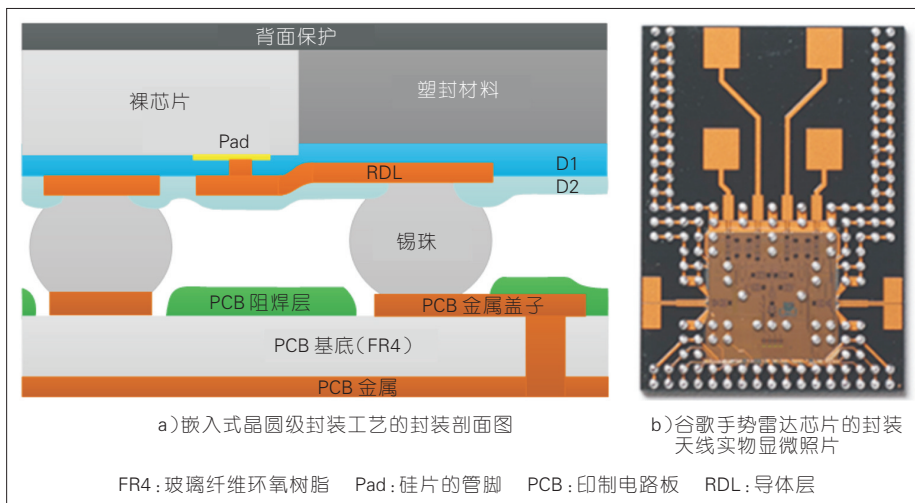 背面保护
裸芯片
塑封材料
Pad
RDL
D1
D2
锡珠
PCB 阻焊层
PCB 金属盖子
PCB 基底(FR4)
PCB 金属
a)嵌入式晶圆级封装工艺的封装剖面图
b)谷歌手势雷达芯片的封装
天线实物显微照片
FR4:玻璃纤维环氧树脂 Pad:硅片的管脚 PCB:印制电路板 RDL:导体层